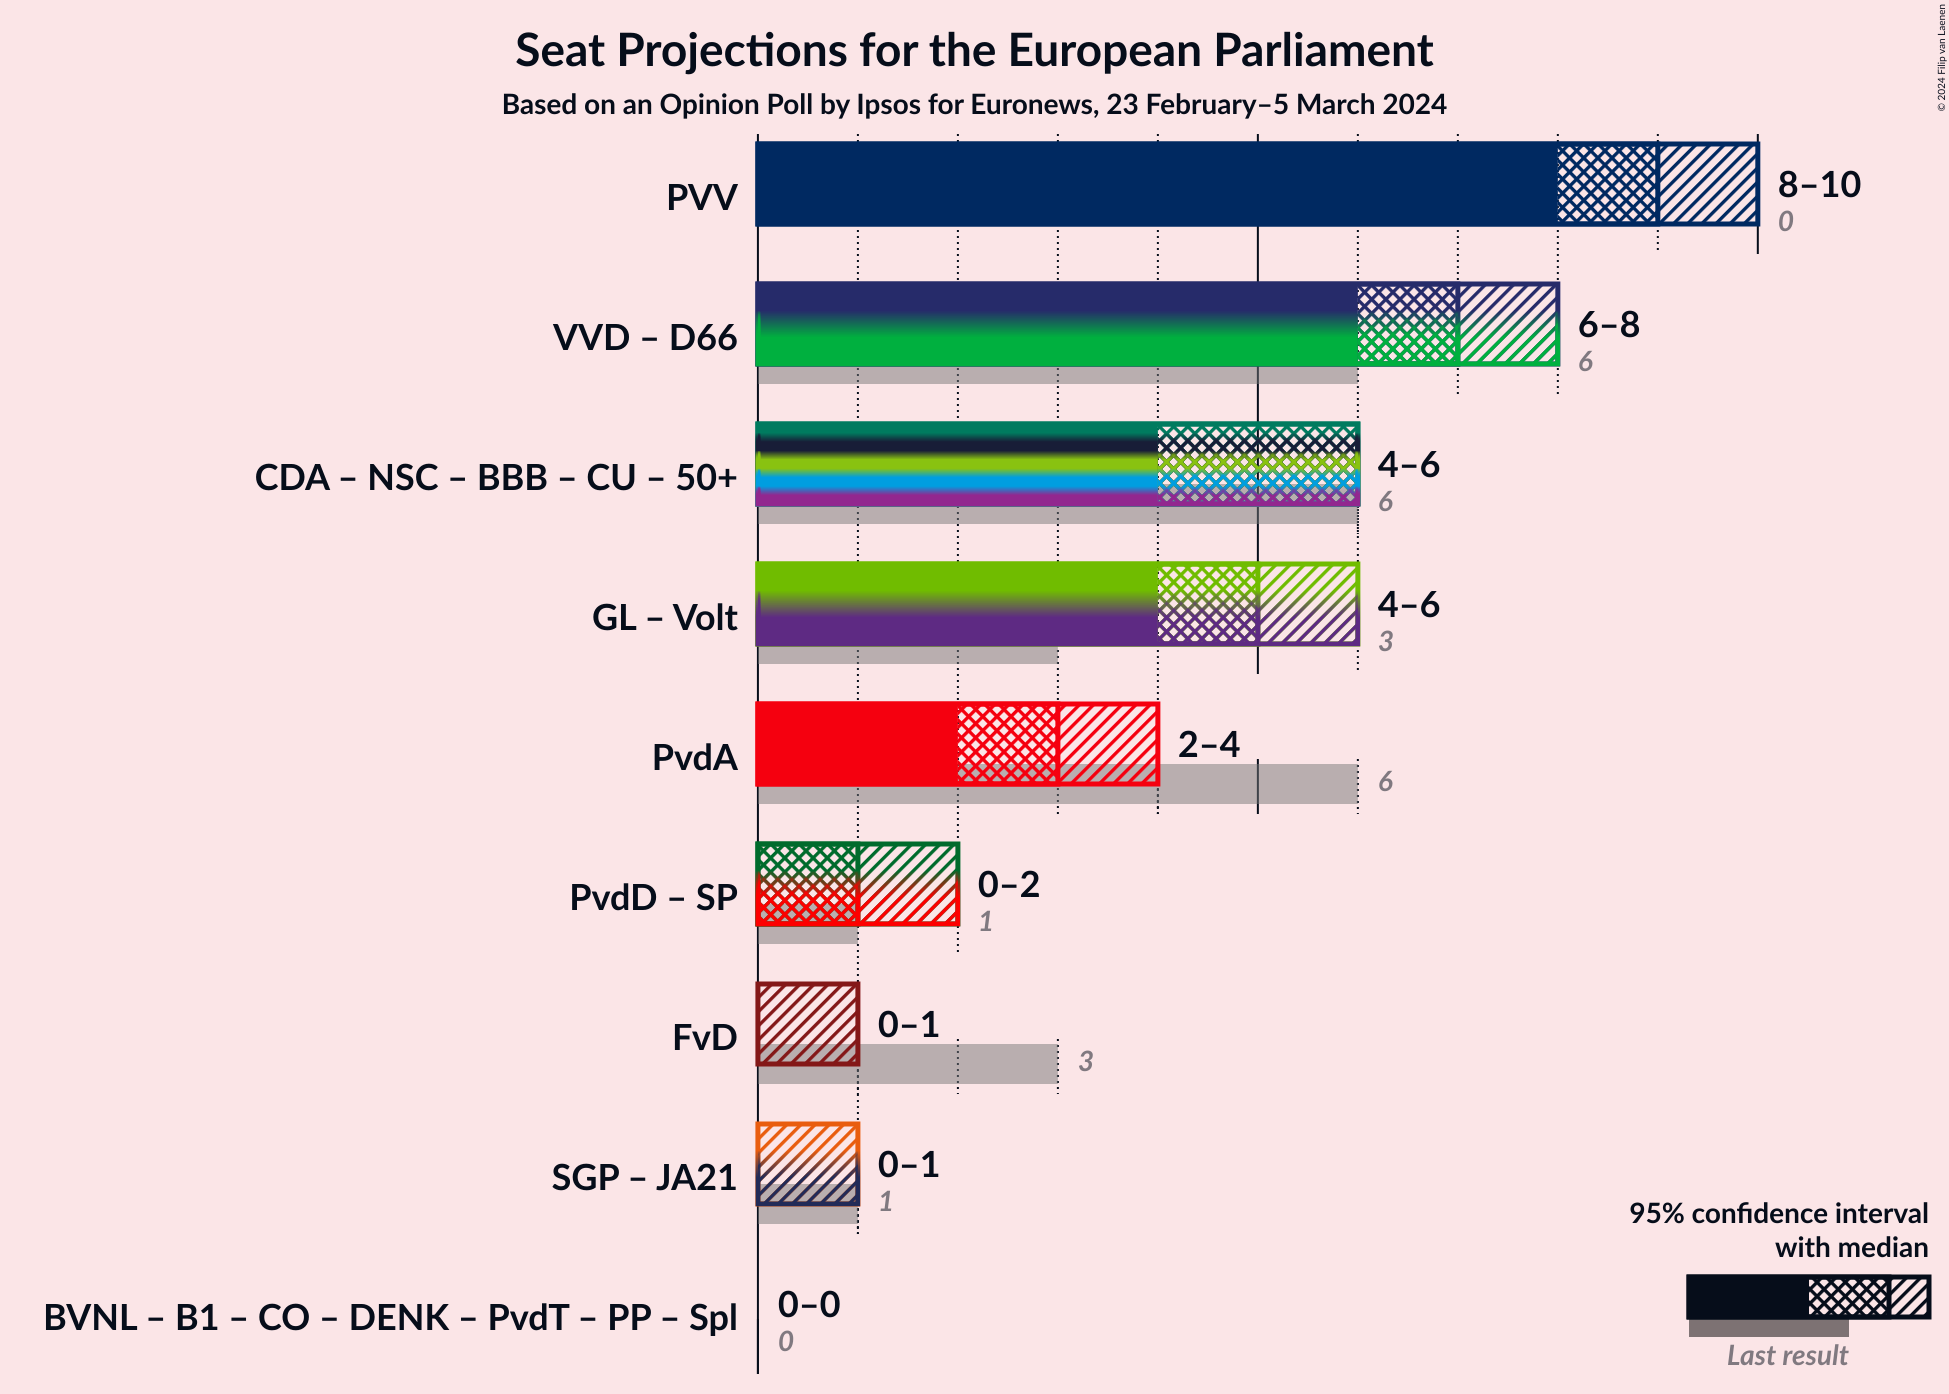 Seat Projections for the European Parliament
Based on an Opinion Poll by Ipsos for Euronews, 23 February–5 March 2024
© 2024 Filip van Laenen
PVV
8–10
0
VVD – D66
6–8
6
CDA – NSC – BBB – CU – 50+
4–6
6
GL – Volt
4–6
3
PvdA
2–4
6
PvdD – SP
0–2
1
FvD
0–1
3
SGP – JA21
0–1
1
BVNL – B1 – CO – DENK – PvdT – PP – Spl
0–0
0
95% confidence interval
with median
Last result